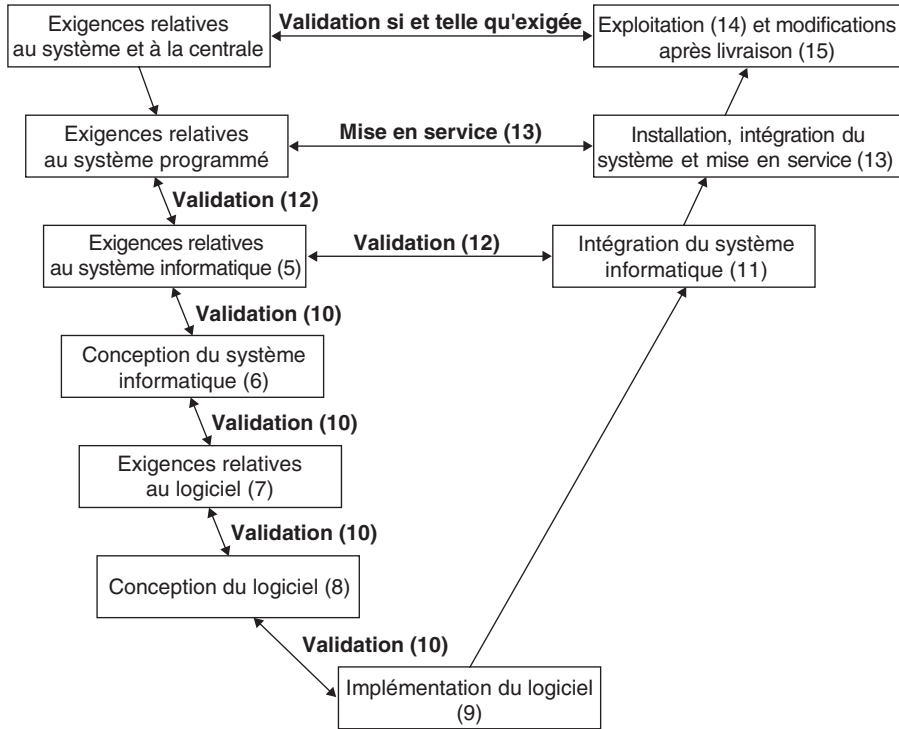 Exigences relatives
au système et à la centrale
Validation si et telle qu'exigée
Exploitation (14) et modifications
après livraison (15)
Exigences relatives
au système programmé
Mise en service (13)
Installation, intégration du
système et mise en service (13)
Validation (12)
Exigences relatives
au système informatique (5)
Validation (12)
Intégration du système
informatique (11)
Validation (10)
Conception du système
informatique (6)
Validation (10)
Exigences relatives
au logiciel (7)
Validation (10)
Conception du logiciel (8)
Validation (10)
Implémentation du logiciel
(9)